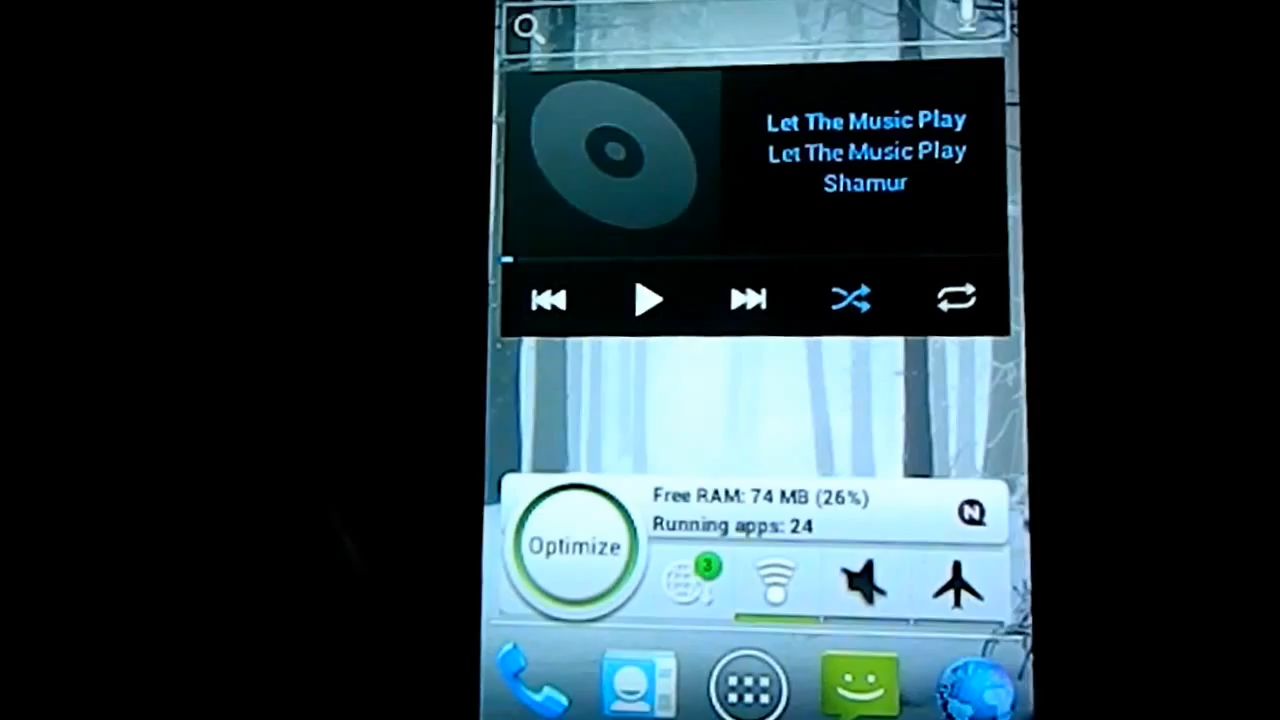 Let The Music Play
Let The Music Play
Shamur
Free RAM: 74 MB (26%)
Running apps: 24
N
Optimize
3